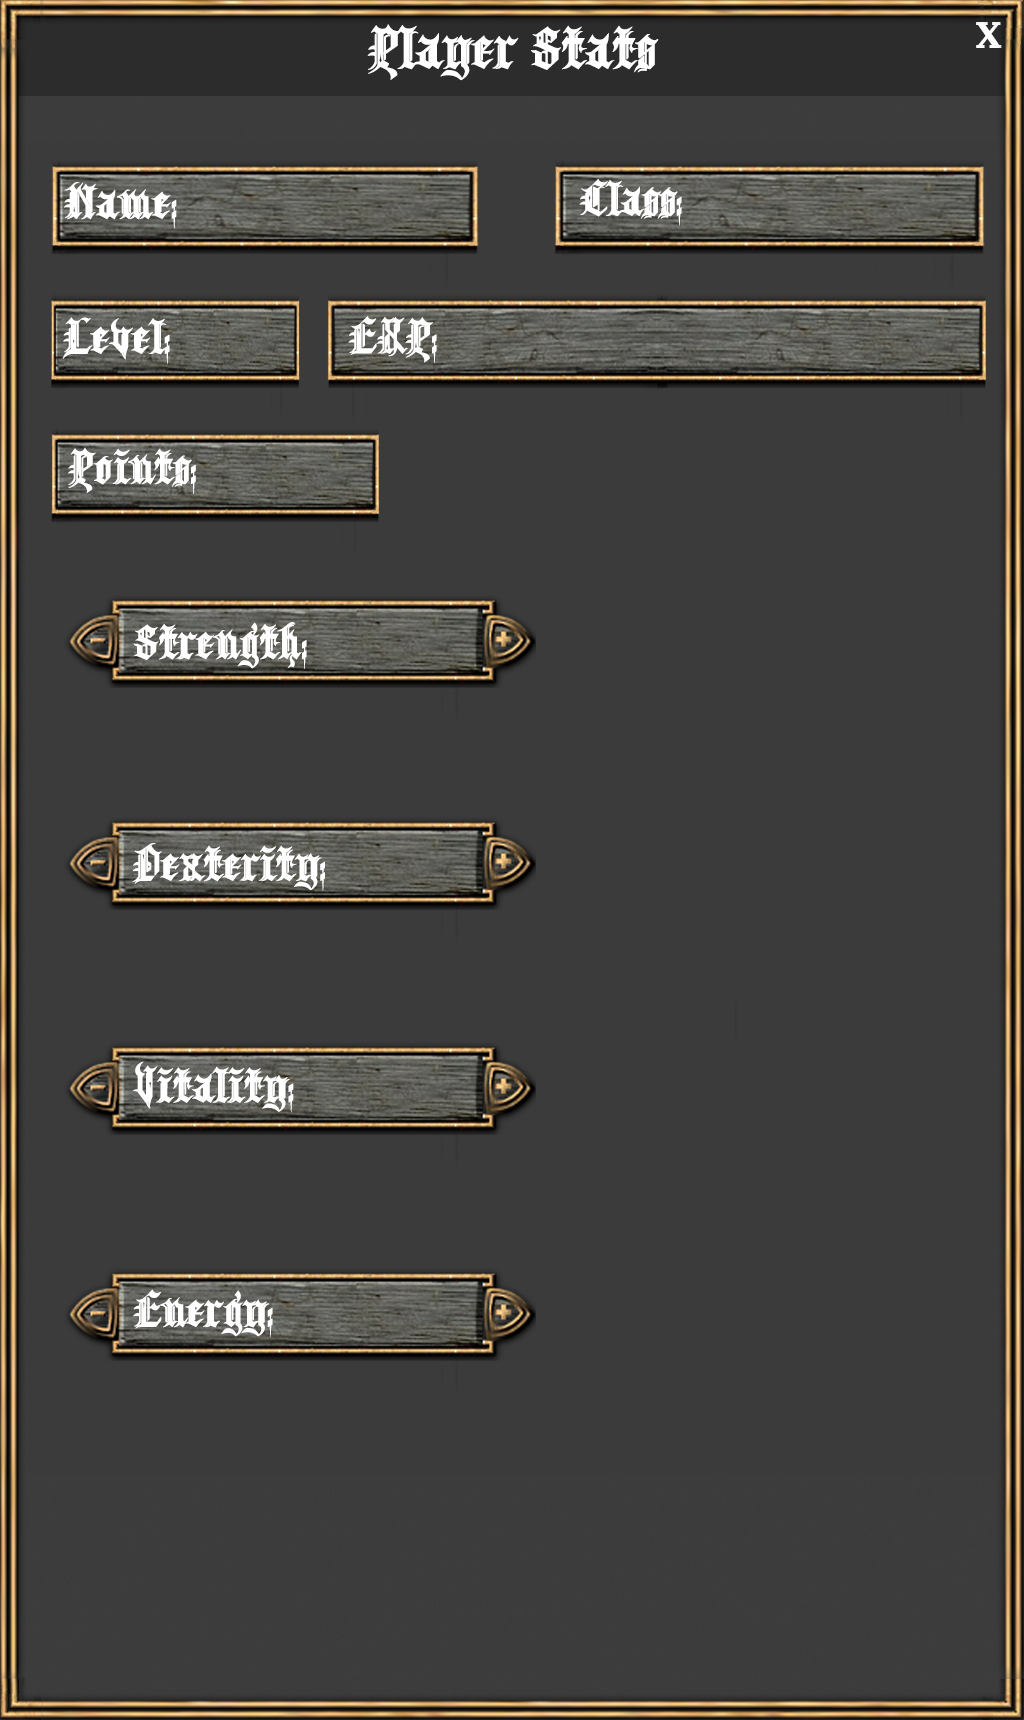 Player Stats
X
Name:
Class:
Level:
EXP:
Points:
- Strength: +
- Dexterity: +
- Vitality: +
- Energy: +